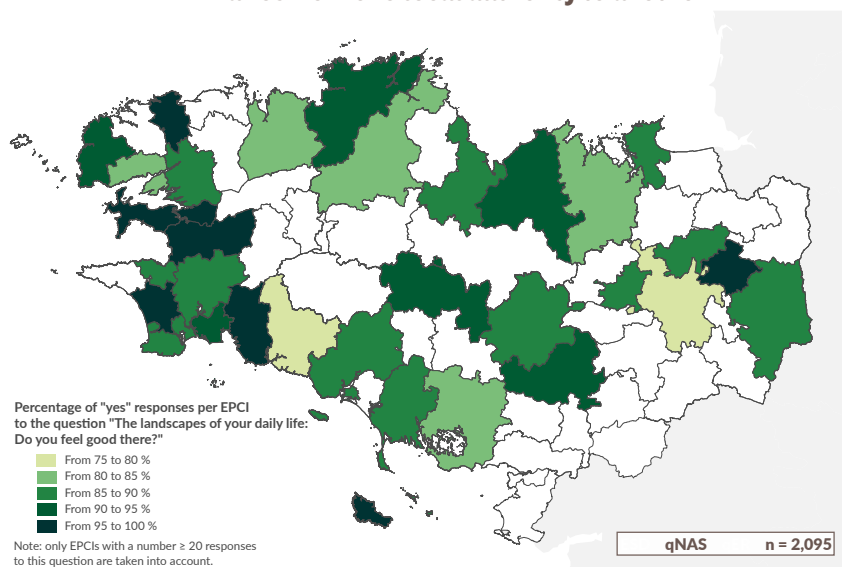 Percentage of "yes" responses per EPCI
to the question "The landscapes of your daily life:
Do you feel good there?"
From 75 to 80 %
From 80 to 85 %
From 85 to 90 %
From 90 to 95 %
From 95 to 100 %
Note: only EPCIs with a number ≥ 20 responses
to this question are taken into account.
qNAS n = 2,095